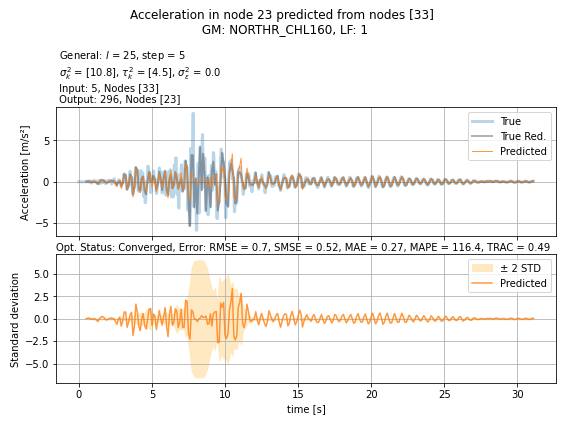 Acceleration in node 23 predicted from nodes [33]
GM: NORTHR_CHL160, LF: 1
General: l = 25, step = 5
σ²ₖ = [10.8], τ²ₖ = [4.5], σ²ε = 0.0
Input: 5, Nodes [33]
Output: 296, Nodes [23]
Acceleration [m/s²]
5
0
−5
True
True Red.
Predicted
Opt. Status: Converged, Error: RMSE = 0.7, SMSE = 0.52, MAE = 0.27, MAPE = 116.4, TRAC = 0.49
Standard deviation
5.0
2.5
0.0
−2.5
−5.0
± 2 STD
Predicted
0 5 10 15 20 25 30
time [s]